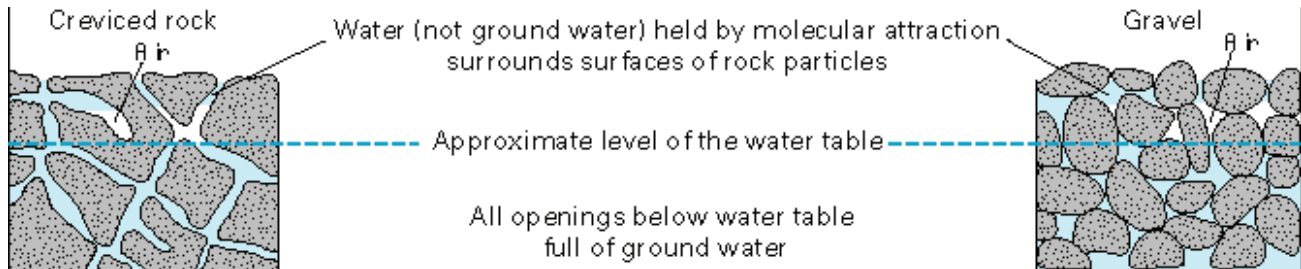 Creviced rock
Air
Water (not ground water) held by molecular attraction
surrounds surfaces of rock particles
Gravel
Air
Approximate level of the water table
All openings below water table
full of ground water